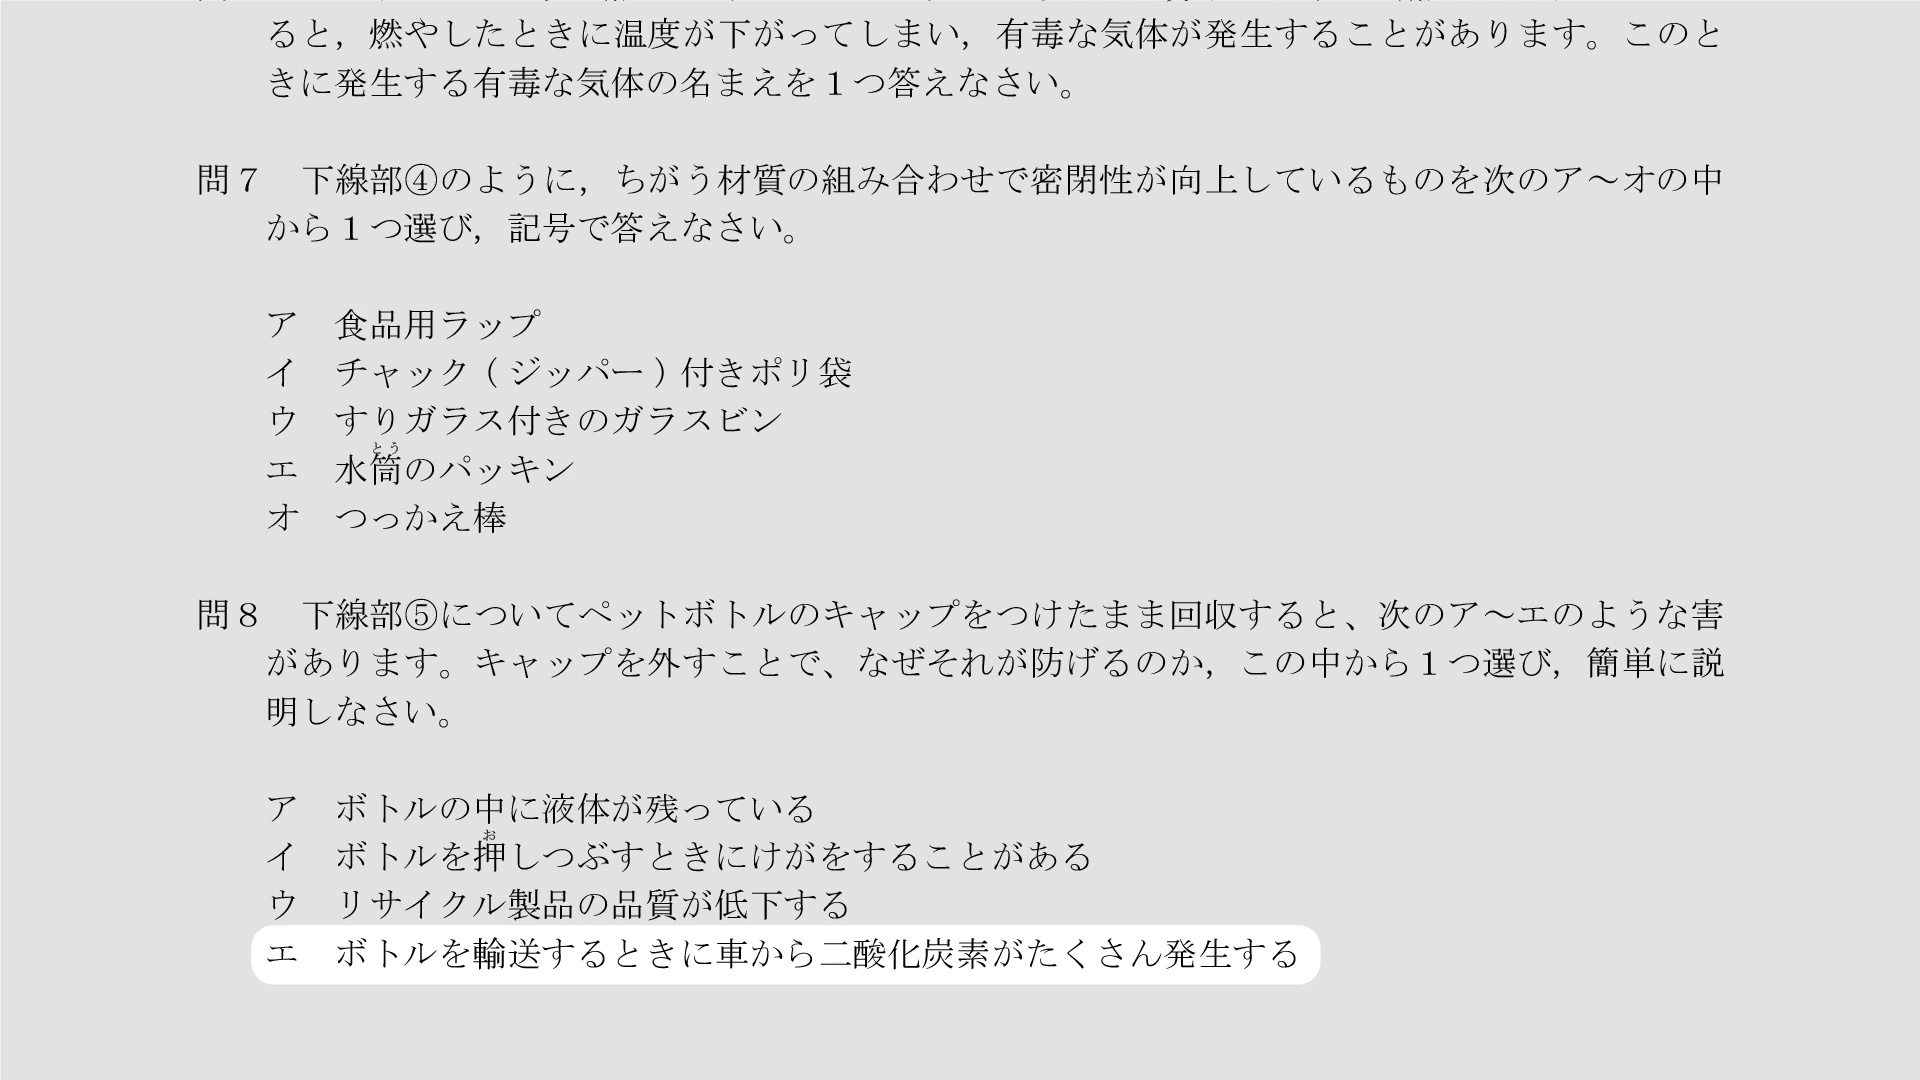 ると，燃やしたときに温度が下がってしまい，有毒な気体が発生することがあります。このと
きに発生する有毒な気体の名まえを１つ答えなさい。
問７　下線部④のように，ちがう材質の組み合わせで密閉性が向上しているものを次のア～オの中
から１つ選び，記号で答えなさい。
ア　食品用ラップ
イ　チャック（ジッパー）付きポリ袋
ウ　すりガラス付きのガラスビン
とう
エ　水筒のパッキン
オ　つっかえ棒
問８　下線部⑤についてペットボトルのキャップをつけたまま回収すると、次のア～エのような害
があります。キャップを外すことで、なぜそれが防げるのか，この中から１つ選び，簡単に説
明しなさい。
ア　ボトルの中に液体が残っている
お
イ　ボトルを押しつぶすときにけがをすることがある
ウ　リサイクル製品の品質が低下する
エ　ボトルを輸送するときに車から二酸化炭素がたくさん発生する